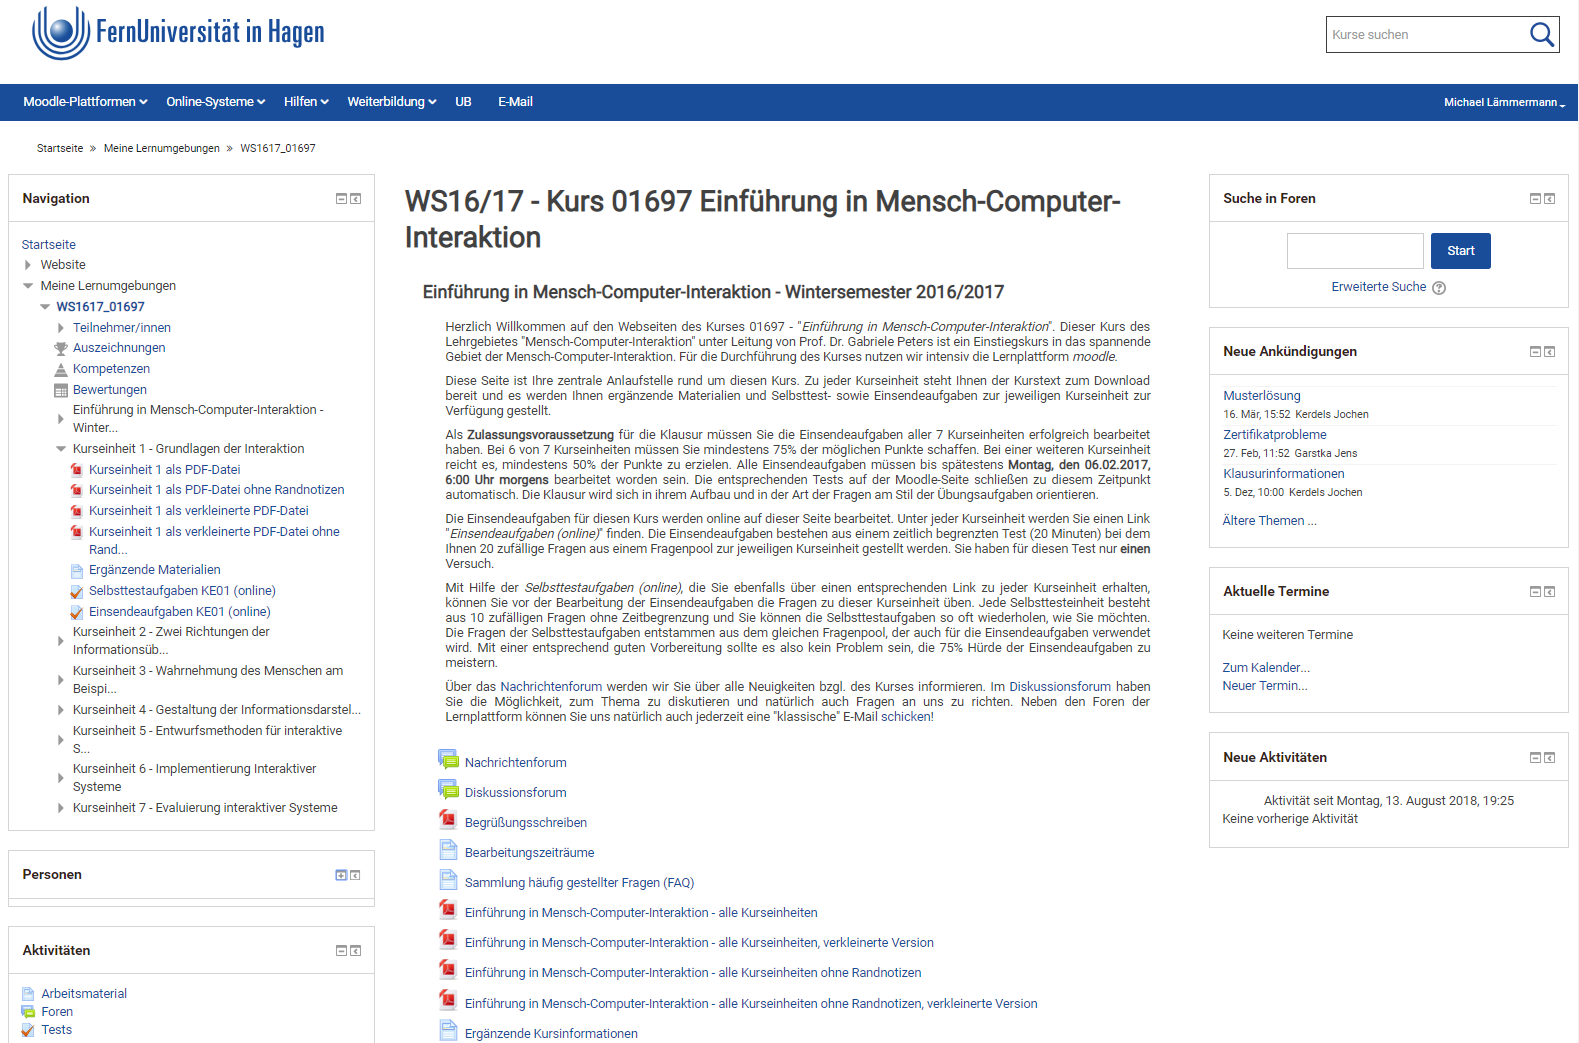 FernUniversität in Hagen
Kurse suchen
Moodle-Plattformen Online-Systeme Hilfen Weiterbildung UB E-Mail
Michael Lämmermann
Startseite » Meine Lernumgebungen » WS1617_01697
Navigation
Startseite
Website
Meine Lernumgebungen
WS1617_01697
Teilnehmer/innen
Auszeichnungen
Kompetenzen
Bewertungen
Einführung in Mensch-Computer-Interaktion -
Winter...
Kurseinheit 1 - Grundlagen der Interaktion
Kurseinheit 1 als PDF-Datei
Kurseinheit 1 als PDF-Datei ohne Randnotizen
Kurseinheit 1 als verkleinerte PDF-Datei
Kurseinheit 1 als verkleinerte PDF-Datei ohne
Rand...
Ergänzende Materialien
Selbsttestaufgaben KE01 (online)
Einsendeaufgaben KE01 (online)
Kurseinheit 2 - Zwei Richtungen der
Informationsüb...
Kurseinheit 3 - Wahrnehmung des Menschen am
Beispi...
Kurseinheit 4 - Gestaltung der Informationsdarstel...
Kurseinheit 5 - Entwurfsmethoden für interaktive
S...
Kurseinheit 6 - Implementierung Interaktiver
Systeme
Kurseinheit 7 - Evaluierung interaktiver Systeme
Personen
Aktivitäten
Arbeitsmaterial
Foren
Tests
WS16/17 - Kurs 01697 Einführung in Mensch-Computer-
Interaktion
Einführung in Mensch-Computer-Interaktion - Wintersemester 2016/2017
Herzlich Willkommen auf den Webseiten des Kurses 01697 - "Einführung in Mensch-Computer-Interaktion". Dieser Kurs des
Lehrgebietes "Mensch-Computer-Interaktion" unter Leitung von Prof. Dr. Gabriele Peters ist ein Einstiegskurs in das spannende
Gebiet der Mensch-Computer-Interaktion. Für die Durchführung des Kurses nutzen wir intensiv die Lernplattform moodle.
Diese Seite ist Ihre zentrale Anlaufstelle rund um diesen Kurs. Zu jeder Kurseinheit steht Ihnen der Kurstext zum Download
bereit und es werden Ihnen ergänzende Materialien und Selbsttest- sowie Einsendeaufgaben zur jeweiligen Kurseinheit zur
Verfügung gestellt.
Als Zulassungsvoraussetzung für die Klausur müssen Sie die Einsendeaufgaben aller 7 Kurseinheiten erfolgreich bearbeitet
haben. Bei 6 von 7 Kurseinheiten müssen Sie mindestens 75% der möglichen Punkte schaffen. Bei einer weiteren Kurseinheit
reicht es, mindestens 50% der Punkte zu erzielen. Alle Einsendeaufgaben müssen bis spätestens Montag, den 06.02.2017,
6:00 Uhr morgens bearbeitet worden sein. Die entsprechenden Tests auf der Moodle-Seite schließen zu diesem Zeitpunkt
automatisch. Die Klausur wird sich in ihrem Aufbau und in der Art der Fragen am Stil der Übungsaufgaben orientieren.
Die Einsendeaufgaben für diesen Kurs werden online auf dieser Seite bearbeitet. Unter jeder Kurseinheit werden Sie einen Link
"Einsendeaufgaben (online)" finden. Die Einsendeaufgaben bestehen aus einem zeitlich begrenzten Test (20 Minuten) bei dem
Ihnen 20 zufällige Fragen aus einem Fragenpool zur jeweiligen Kurseinheit gestellt werden. Sie haben für diesen Test nur einen
Versuch.
Mit Hilfe der Selbsttestaufgaben (online), die Sie ebenfalls über einen entsprechenden Link zu jeder Kurseinheit erhalten,
können Sie vor der Bearbeitung der Einsendeaufgaben die Fragen zu dieser Kurseinheit üben. Jede Selbsttesteinheit besteht
aus 10 zufälligen Fragen ohne Zeitbegrenzung und Sie können die Selbsttestaufgaben so oft wiederholen, wie Sie möchten.
Die Fragen der Selbsttestaufgaben entstammen aus dem gleichen Fragenpool, der auch für die Einsendeaufgaben verwendet
wird. Mit einer entsprechend guten Vorbereitung sollte es also kein Problem sein, die 75% Hürde der Einsendeaufgaben zu
meistern.
Über das Nachrichtenforum werden wir Sie über alle Neuigkeiten bzgl. des Kurses informieren. Im Diskussionsforum haben
Sie die Möglichkeit, zum Thema zu diskutieren und natürlich auch Fragen an uns zu richten. Neben den Foren der
Lernplattform können Sie uns natürlich auch jederzeit eine "klassische" E-Mail schicken!
Nachrichtenforum
Diskussionsforum
Begrüßungsschreiben
Bearbeitungszeiträume
Sammlung häufig gestellter Fragen (FAQ)
Einführung in Mensch-Computer-Interaktion - alle Kurseinheiten
Einführung in Mensch-Computer-Interaktion - alle Kurseinheiten, verkleinerte Version
Einführung in Mensch-Computer-Interaktion - alle Kurseinheiten ohne Randnotizen
Einführung in Mensch-Computer-Interaktion - alle Kurseinheiten ohne Randnotizen, verkleinerte Version
Ergänzende Kursinformationen
Suche in Foren
Start
Erweiterte Suche
Neue Ankündigungen
Musterlösung
16. Mär, 15:52 Kerdels Jochen
Zertifikatprobleme
27. Feb, 11:52 Garstka Jens
Klausurinformationen
5. Dez, 10:00 Kerdels Jochen
Ältere Themen ...
Aktuelle Termine
Keine weiteren Termine
Zum Kalender...
Neuer Termin...
Neue Aktivitäten
Aktivität seit Montag, 13. August 2018, 19:25
Keine vorherige Aktivität